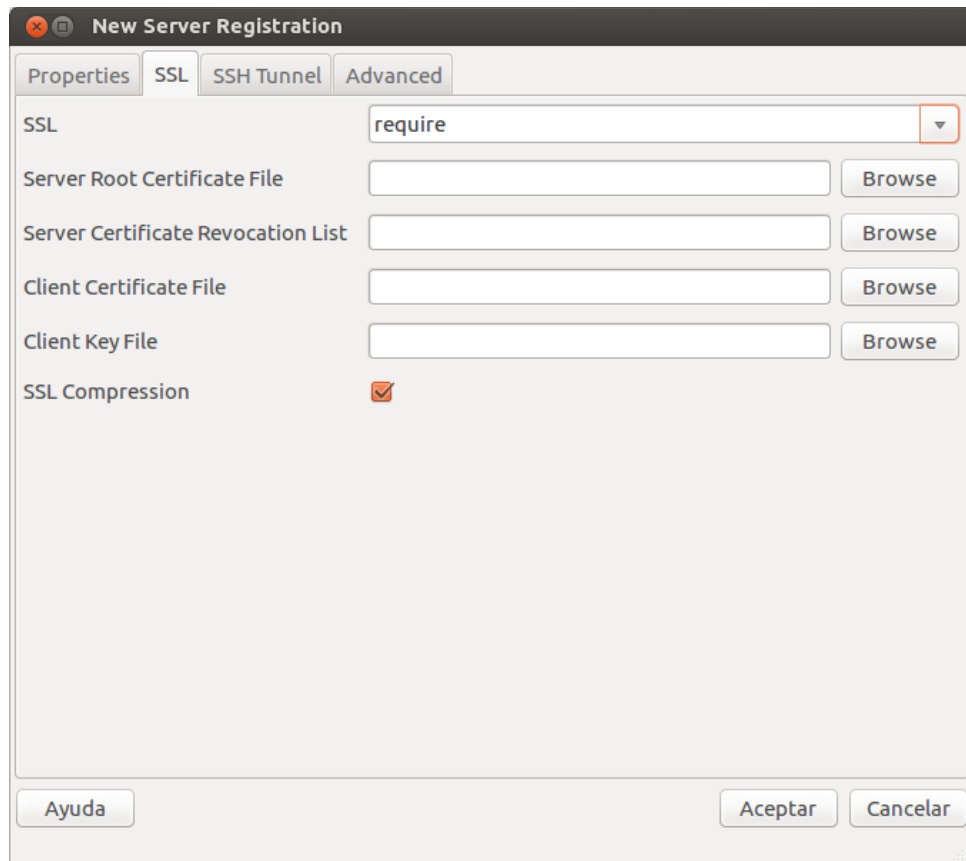 New Server Registration
Properties SSL SSH Tunnel Advanced
SSL require
Server Root Certificate File Browse
Server Certificate Revocation List Browse
Client Certificate File Browse
Client Key File Browse
SSL Compression
Ayuda Aceptar Cancelar